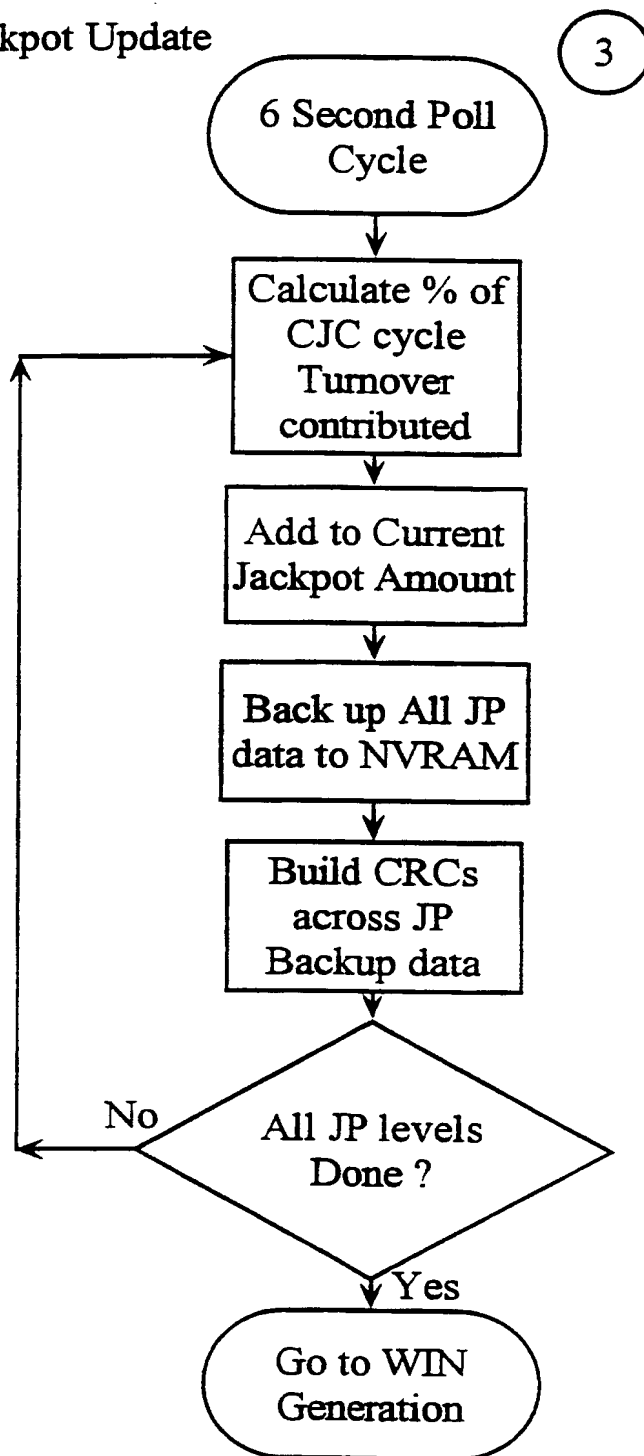 kpot Update
3
6 Second Poll
Cycle
Calculate % of
CJC cycle
Turnover
contributed
Add to Current
Jackpot Amount
Back up All JP
data to NVRAM
Build CRCs
across JP
Backup data
No
All JP levels
Done ?
Yes
Go to WIN
Generation